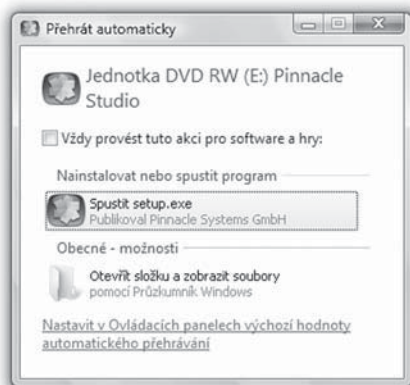 Přehrát automaticky
Jednotka DVD RW (E:) Pinnacle
Studio
Vždy provést tuto akci pro software a hry:
Nainstalovat nebo spustit program
Spustit setup.exe
Publikoval Pinnacle Systems GmbH
Obecné - možnosti
Otevřít složku a zobrazit soubory
pomocí Průzkumník Windows
Nastavit v Ovládacích panelech výchozí hodnoty
automatického přehrávání